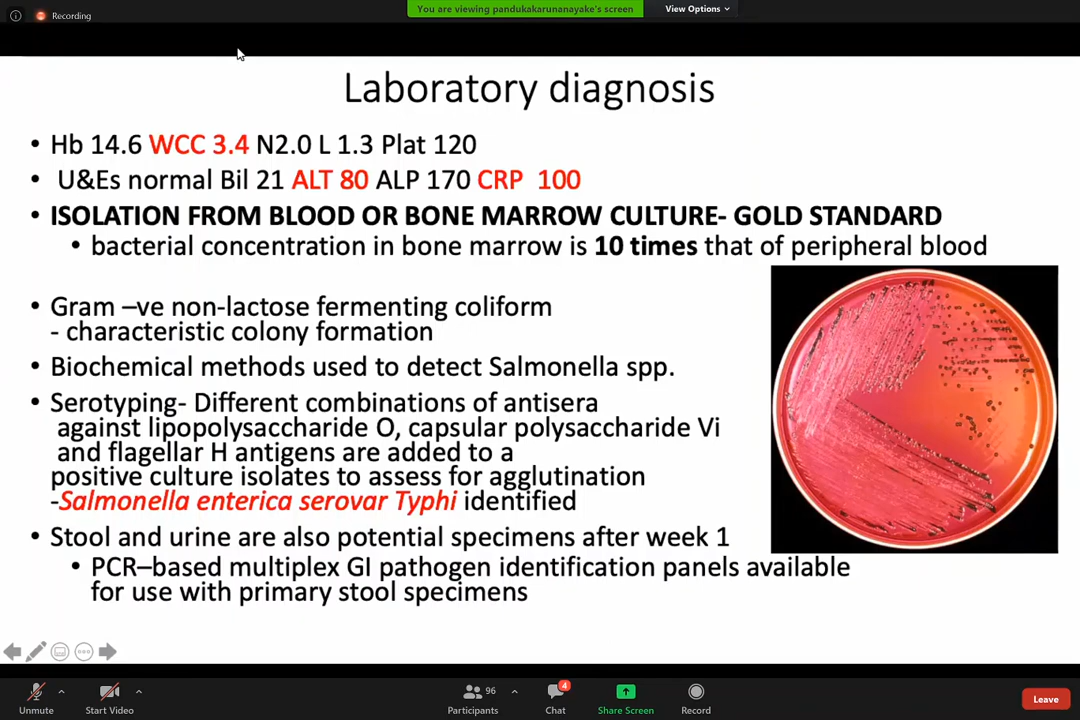 Recording
You are viewing pandukakarunanayake's screen
View Options
Laboratory diagnosis
• Hb 14.6 WCC 3.4 N2.0 L 1.3 Plat 120
• U&Es normal Bil 21 ALT 80 ALP 170 CRP 100
• ISOLATION FROM BLOOD OR BONE MARROW CULTURE- GOLD STANDARD
• bacterial concentration in bone marrow is 10 times that of peripheral blood
• Gram –ve non-lactose fermenting coliform
- characteristic colony formation
• Biochemical methods used to detect Salmonella spp.
• Serotyping- Different combinations of antisera
against lipopolysaccharide O, capsular polysaccharide Vi
and flagellar H antigens are added to a
positive culture isolates to assess for agglutination
-Salmonella enterica serovar Typhi identified
• Stool and urine are also potential specimens after week 1
• PCR–based multiplex GI pathogen identification panels available
for use with primary stool specimens
Unmute
Start Video
96
Participants
4
Chat
Share Screen
Record
Leave